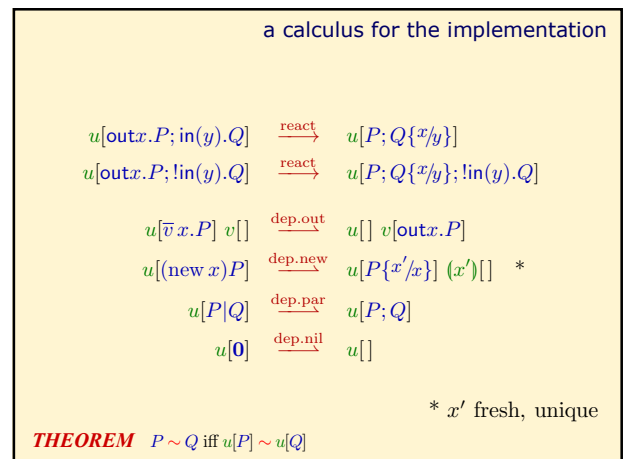 a calculus for the implementation
u[outx.P; in(y).Q] react⟶ u[P; Q{x/y}]
u[outx.P; !in(y).Q] react⟶ u[P; Q{x/y}; !in(y).Q]
u[v̅ x.P] v[ ] dep.out⟶ u[ ] v[outx.P]
u[(new x)P] dep.new⟶ u[P{x′/x}] ⦅x′⦆[ ] *
u[P|Q] dep.par⟶ u[P; Q]
u[0] dep.nil⟶ u[ ]
* x′ fresh, unique
THEOREM P ∼ Q iff u[P] ∼ u[Q]